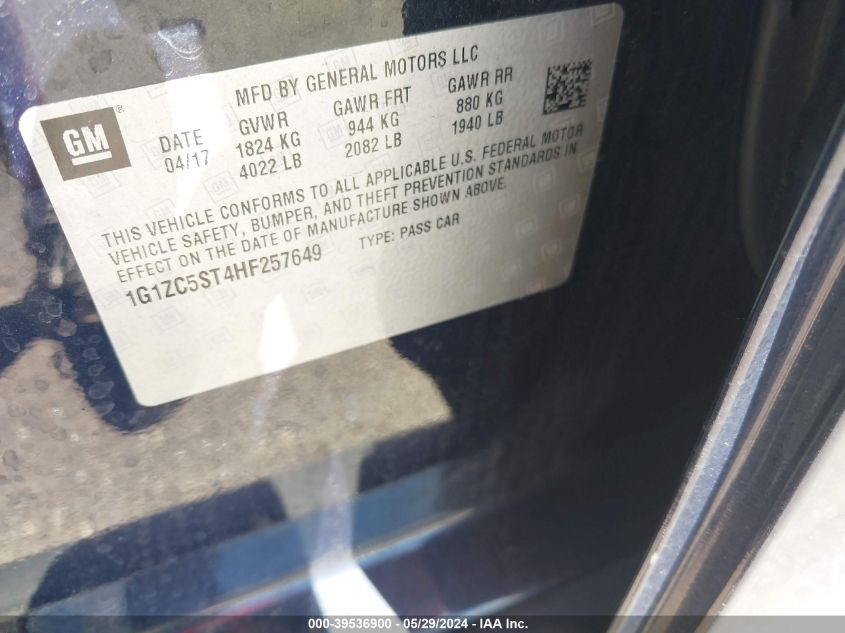 MFD BY GENERAL MOTORS LLC
GM ®
DATE GVWR GAWR FRT GAWR RR
04/17 1824 KG 944 KG 880 KG
4022 LB 2082 LB 1940 LB
THIS VEHICLE CONFORMS TO ALL APPLICABLE U.S. FEDERAL MOTOR
VEHICLE SAFETY, BUMPER, AND THEFT PREVENTION STANDARDS IN
EFFECT ON THE DATE OF MANUFACTURE SHOWN ABOVE.
1G1ZC5ST4HF257649 TYPE: PASS CAR
000-39536900 - 05/29/2024 - IAA Inc.